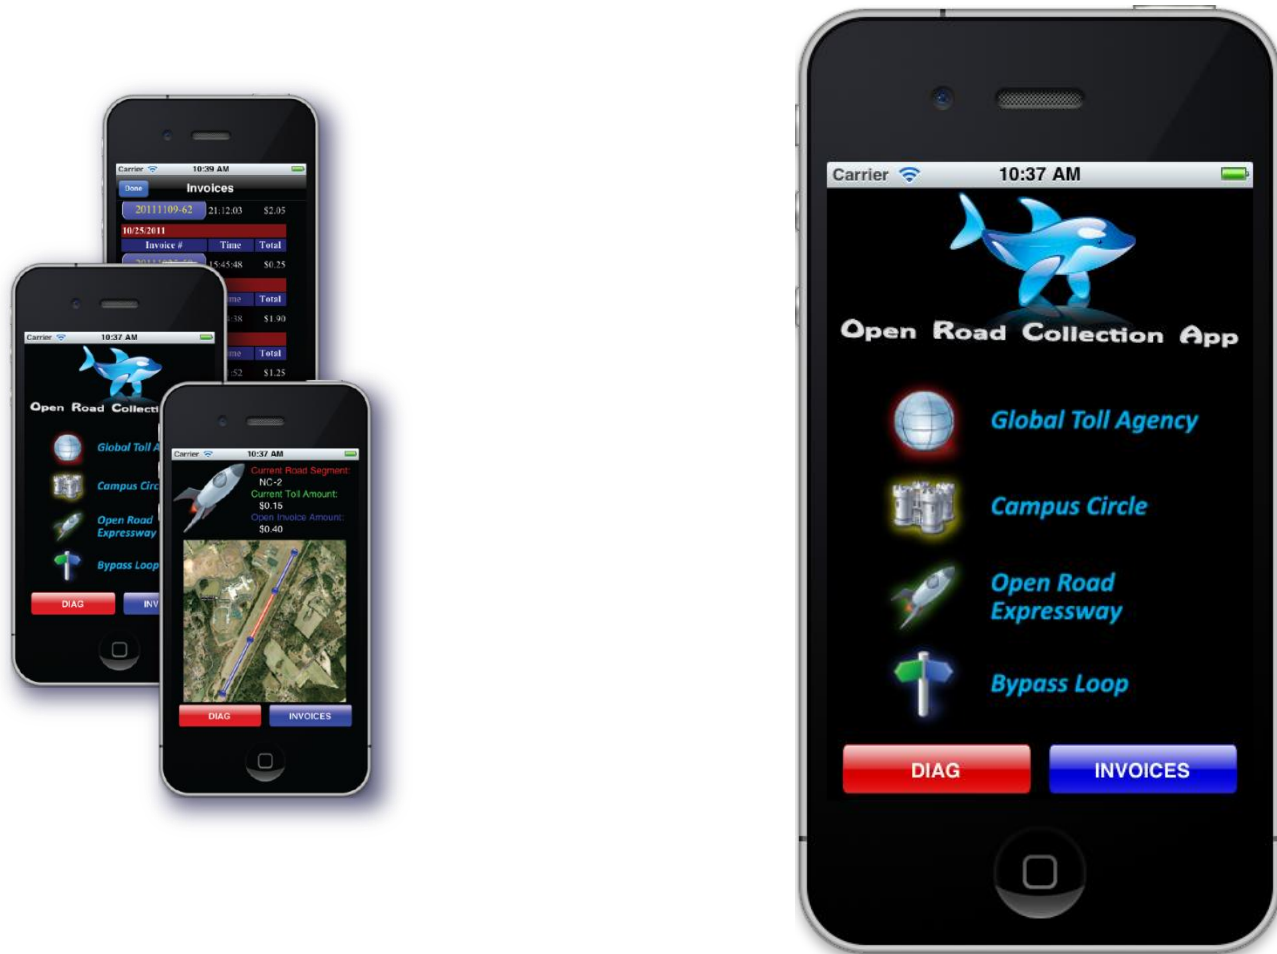 Carrier 10:39 AM
Done Invoices
20111109-62 21:12:03 $2.05
10/25/2011
Invoice # Time Total
15:45:48 $0.25
Total
$1.90
Total
$1.25
Carrier 10:37 AM
Open Road
Global Toll
Campus
Open Road
Expressway
Bypass Loop
DIAG
Carrier 10:37 AM
Current Road Segment:
NC-2
Current Toll Amount:
$0.15
Open Invoice Amount:
$0.40
DIAG INVOICES
Carrier 10:37 AM
Open Road Collection App
Global Toll Agency
Campus Circle
Open Road
Expressway
Bypass Loop
DIAG INVOICES